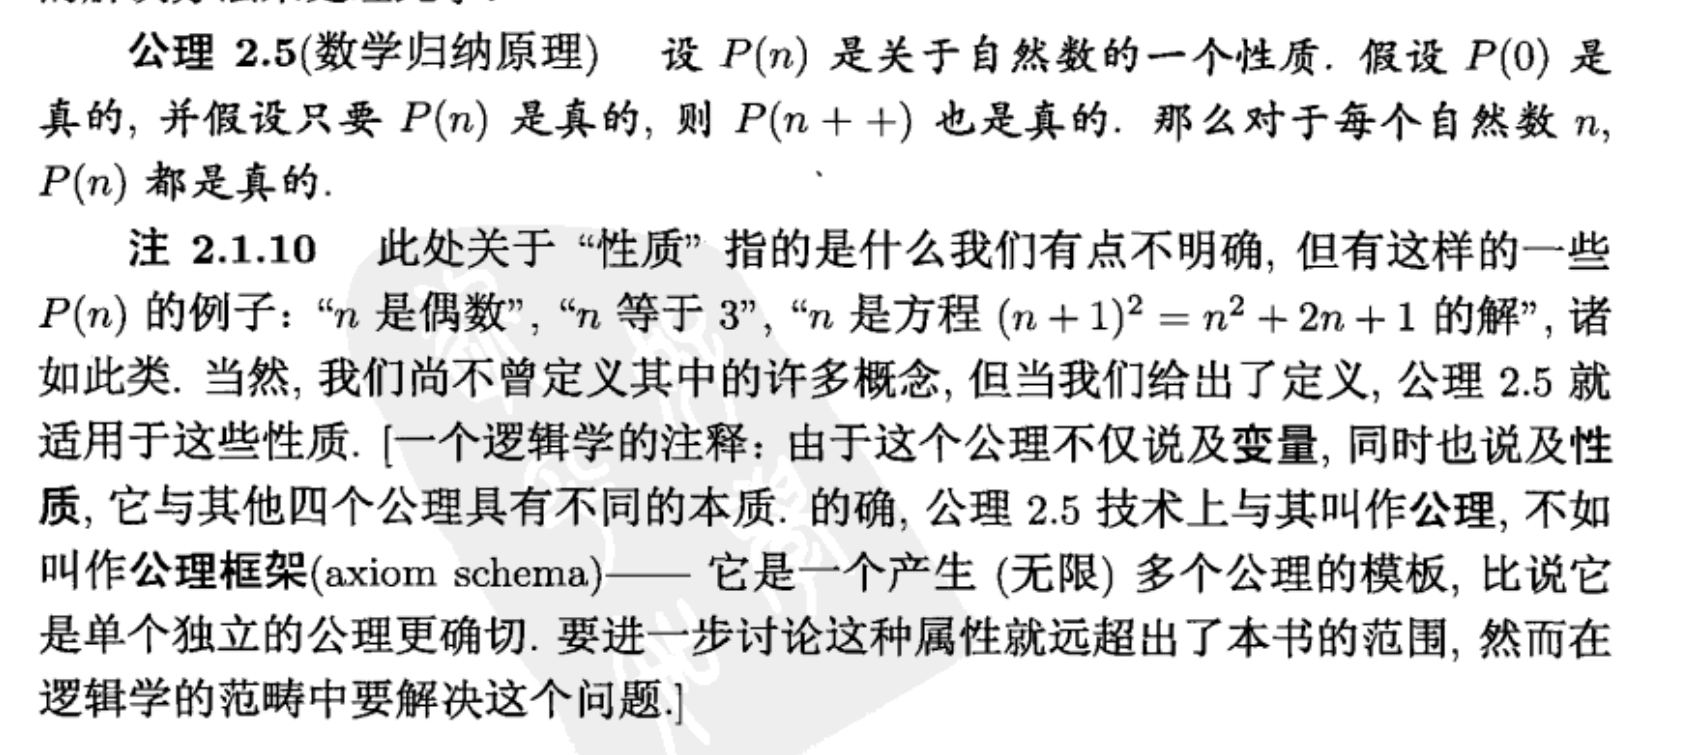 公理 2.5(数学归纳原理) 设 P(n) 是关于自然数的一个性质. 假设 P(0) 是
真的, 并假设只要 P(n) 是真的, 则 P(n + +) 也是真的. 那么对于每个自然数 n,
P(n) 都是真的.
注 2.1.10 此处关于 “性质” 指的是什么我们有点不明确, 但有这样的一些
P(n) 的例子: “n 是偶数”, “n 等于 3”, “n 是方程 (n + 1)² = n² + 2n + 1 的解”, 诸
如此类. 当然, 我们尚不曾定义其中的许多概念, 但当我们给出了定义, 公理 2.5 就
适用于这些性质. [一个逻辑学的注释: 由于这个公理不仅说及变量, 同时也说及性
质, 它与其他四个公理具有不同的本质. 的确, 公理 2.5 技术上与其叫作公理, 不如
叫作公理框架(axiom schema)—— 它是一个产生 (无限) 多个公理的模板, 比说它
是单个独立的公理更确切. 要进一步讨论这种属性就远超出了本书的范围, 然而在
逻辑学的范畴中要解决这个问题.]